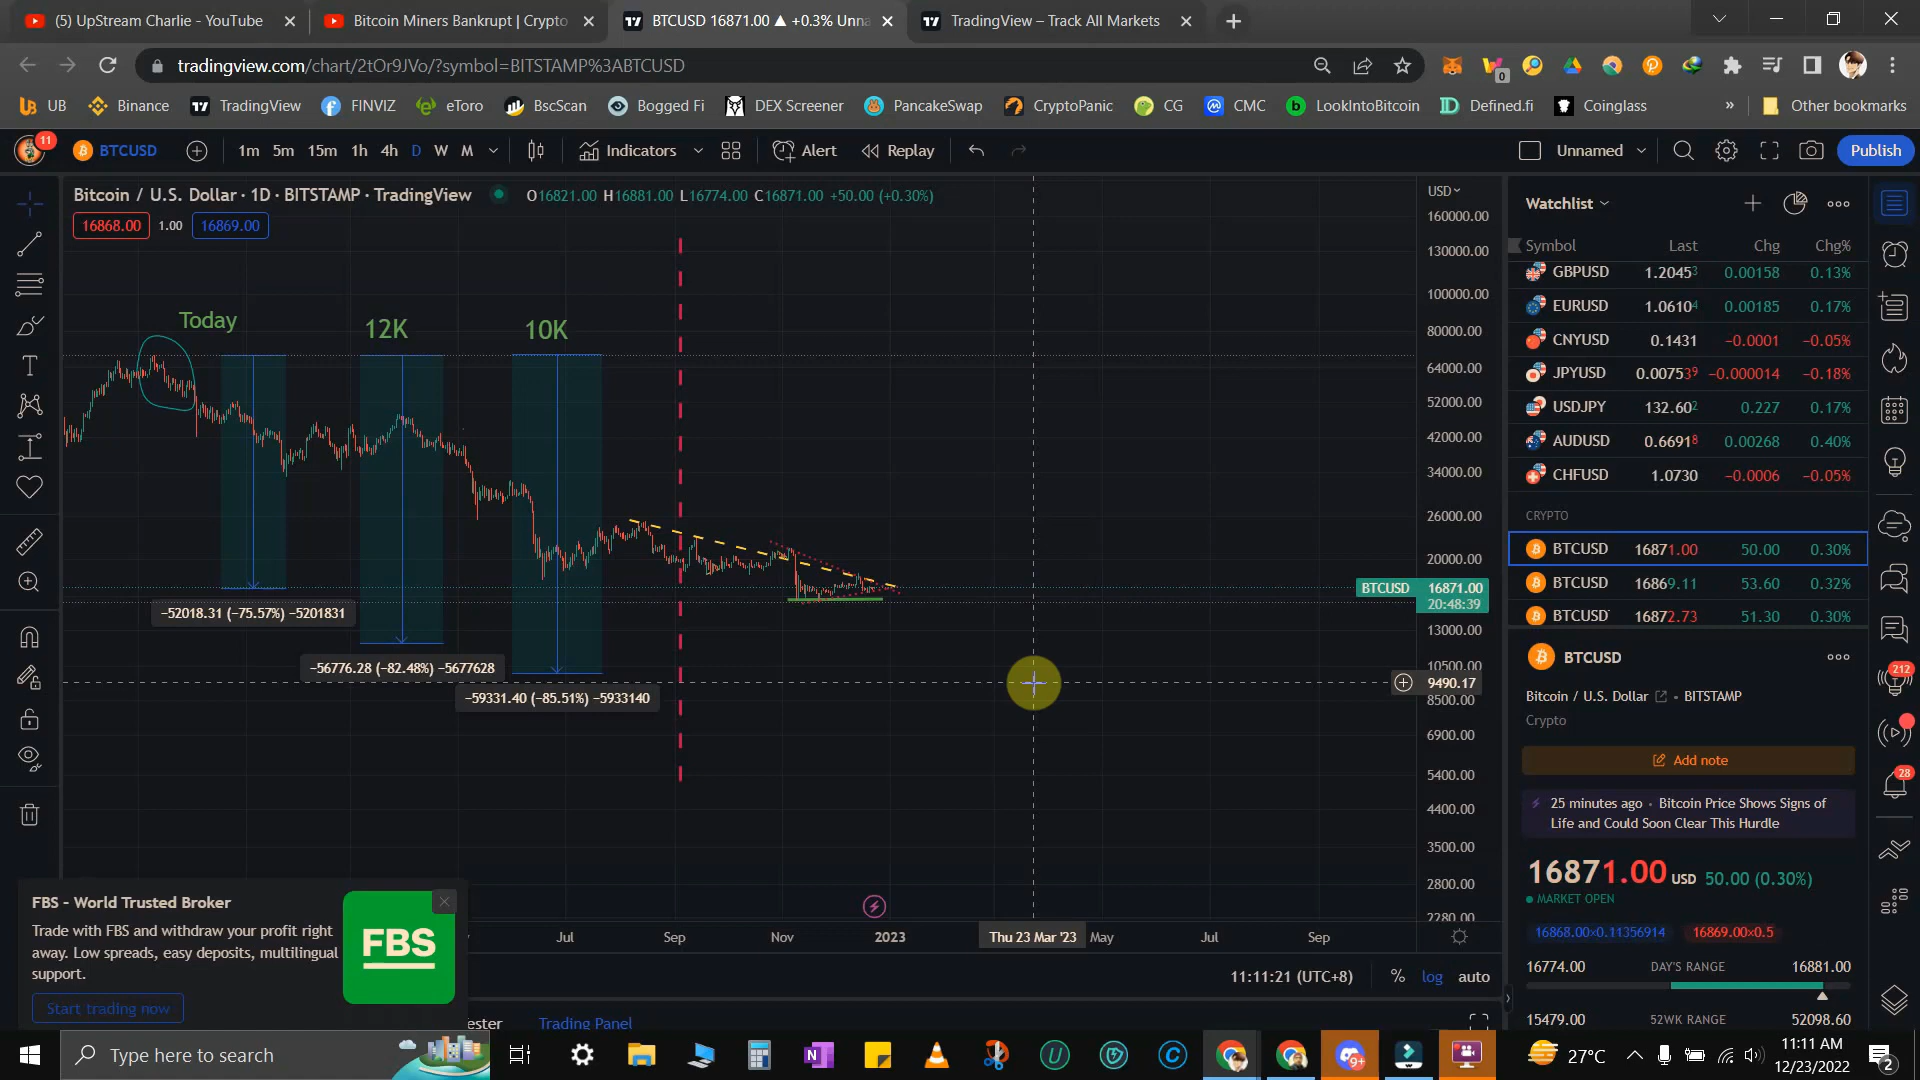 (5) UpStream Charlie - YouTube
Bitcoin Miners Bankrupt | Crypto
BTCUSD 16871.00 ▲ +0.3% Unna
TradingView – Track All Markets
tradingview.com/chart/2tOr9JVo/?symbol=BITSTAMP%3ABTCUSD
0
UB Binance TradingView FINVIZ eToro BscScan Bogged Fi DEX Screener PancakeSwap CryptoPanic CG CMC LookIntoBitcoin Defined.fi Coinglass » Other bookmarks
11 BTCUSD 1m 5m 15m 1h 4h D W M Indicators Alert Replay Unnamed Publish
Bitcoin / U.S. Dollar · 1D · BITSTAMP · TradingView O16821.00 H16881.00 L16774.00 C16871.00 +50.00 (+0.30%)
16868.00 1.00 16869.00
USD
160000.00
130000.00
100000.00
80000.00
64000.00
52000.00
42000.00
34000.00
26000.00
20000.00
BTCUSD 16871.00
20:48:39
13000.00
10500.00
9490.17
8500.00
6900.00
5400.00
4400.00
3500.00
2800.00
2280.00
Today
12K
10K
−52018.31 (−75.57%) −5201831
−56776.28 (−82.48%) −5677628
−59331.40 (−85.51%) −5933140
Jul Sep Nov 2023 Thu 23 Mar '23 May Jul Sep
11:11:21 (UTC+8) % log auto
ester Trading Panel
FBS - World Trusted Broker
Trade with FBS and withdraw your profit right
away. Low spreads, easy deposits, multilingual
support.
Start trading now
FBS
Watchlist
Symbol Last Chg Chg%
GBPUSD 1.20453 0.00158 0.13%
EURUSD 1.06104 0.00185 0.17%
CNYUSD 0.1431 −0.0001 −0.05%
JPYUSD 0.007539 −0.000014 −0.18%
USDJPY 132.602 0.227 0.17%
AUDUSD 0.66918 0.00268 0.40%
CHFUSD 1.0730 −0.0006 −0.05%
CRYPTO
BTCUSD 16871.00 50.00 0.30%
BTCUSD 16869.11 53.60 0.32%
BTCUSD 16872.73 51.30 0.30%
BTCUSD
Bitcoin / U.S. Dollar • BITSTAMP
Crypto
Add note
25 minutes ago • Bitcoin Price Shows Signs of
Life and Could Soon Clear This Hurdle
16871.00 USD 50.00 (0.30%)
MARKET OPEN
16868.00×0.11356914 16869.00×0.5
16774.00 DAY'S RANGE 16881.00
15479.00 52WK RANGE 52098.60
212
28
Type here to search
9+
27°C
11:11 AM
12/23/2022
2